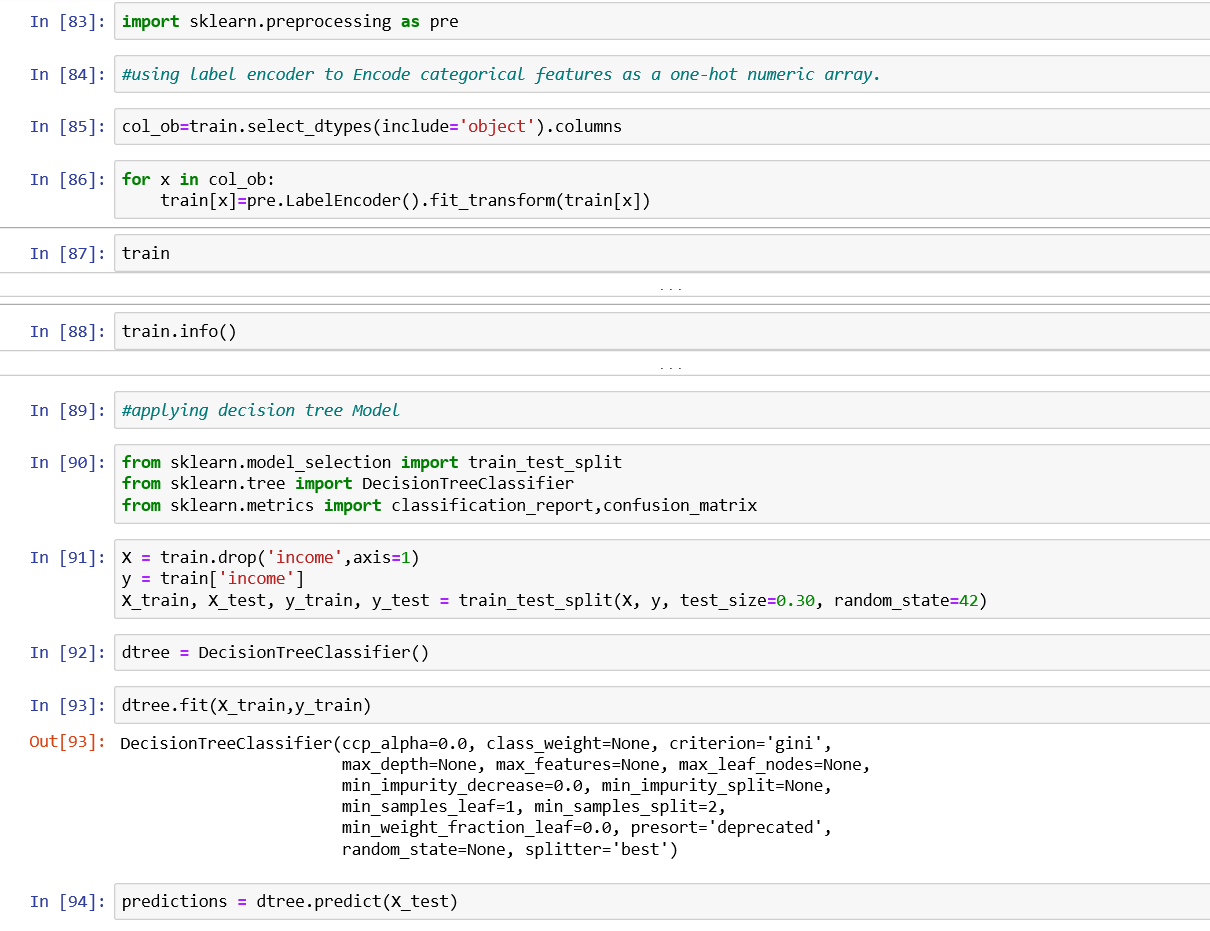 In [83]: import sklearn.preprocessing as pre
In [84]: #using label encoder to Encode categorical features as a one-hot numeric array.
In [85]: col_ob=train.select_dtypes(include='object').columns
In [86]: for x in col_ob:
    train[x]=pre.LabelEncoder().fit_transform(train[x])
In [87]: train
...
In [88]: train.info()
...
In [89]: #applying decision tree Model
In [90]: from sklearn.model_selection import train_test_split
from sklearn.tree import DecisionTreeClassifier
from sklearn.metrics import classification_report,confusion_matrix
In [91]: X = train.drop('income',axis=1)
y = train['income']
X_train, X_test, y_train, y_test = train_test_split(X, y, test_size=0.30, random_state=42)
In [92]: dtree = DecisionTreeClassifier()
In [93]: dtree.fit(X_train,y_train)
Out[93]: DecisionTreeClassifier(ccp_alpha=0.0, class_weight=None, criterion='gini',
                       max_depth=None, max_features=None, max_leaf_nodes=None,
                       min_impurity_decrease=0.0, min_impurity_split=None,
                       min_samples_leaf=1, min_samples_split=2,
                       min_weight_fraction_leaf=0.0, presort='deprecated',
                       random_state=None, splitter='best')
In [94]: predictions = dtree.predict(X_test)